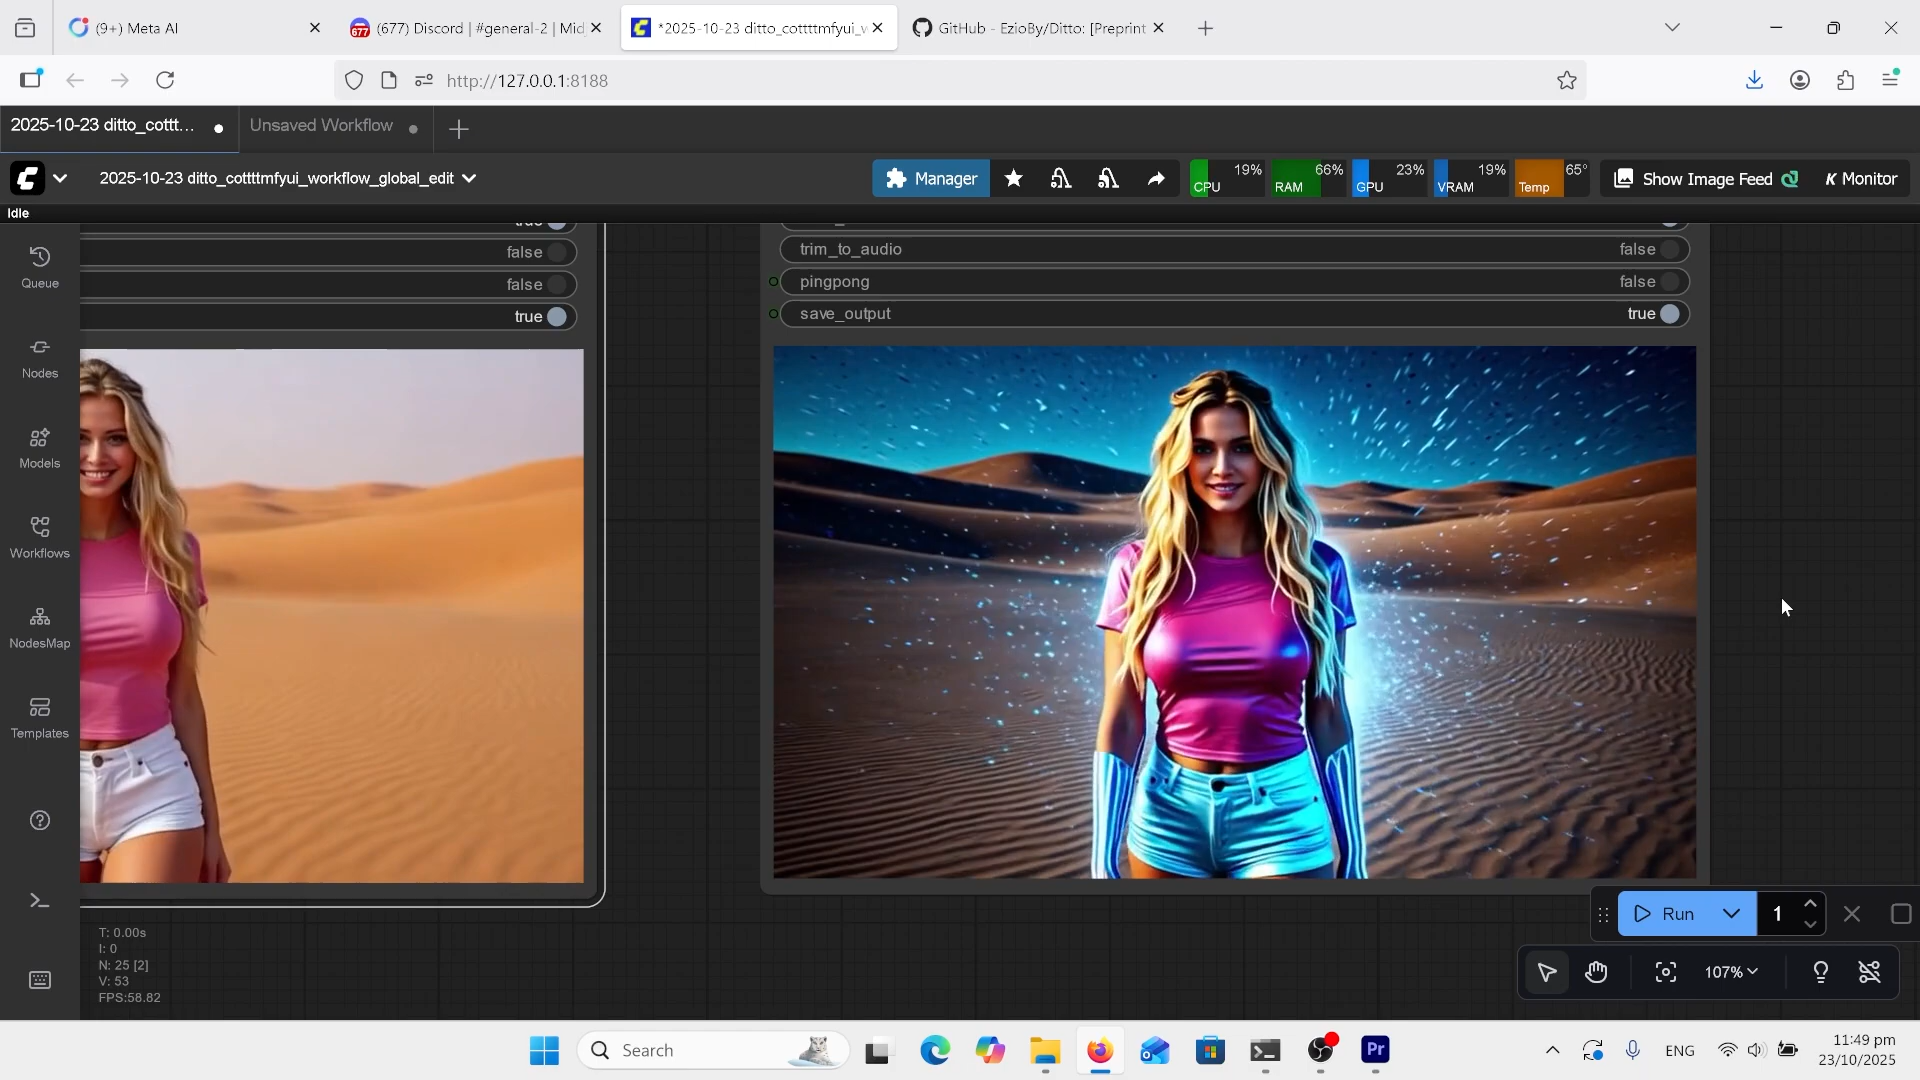 (9+) Meta AI
677
(677) Discord | #general-2 | Mid
*2025-10-23 ditto_cottttmfyui_w
GitHub - EzioBy/Ditto: [Preprint
http://127.0.0.1:8188
2025-10-23 ditto_cottt...
Unsaved Workflow
2025-10-23 ditto_cottttmfyui_workflow_global_edit
Manager
CPU 19%
RAM 66%
GPU 23%
VRAM 19%
Temp 65°
Show Image Feed
Monitor
Idle
Queue
Nodes
Models
Workflows
NodesMap
Templates
true
false
false
true
trim_to_audio false
pingpong false
save_output true
T: 0.00s
I: 0
N: 25 [2]
V: 53
FPS:58.82
Run
1
107%
Search
Pr
ENG
11:49 pm
23/10/2025